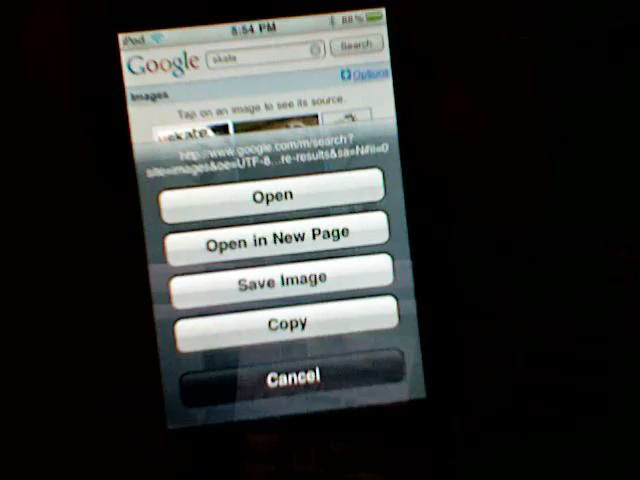 iPod 8:54 PM 88%
Google skate Search
Images Options
Tap on an image to see its source.
skate
http://www.google.com/m/search?
site=images&oe=UTF-8...re-results&sa=N#i=0
Open
Open in New Page
Save Image
Copy
Cancel